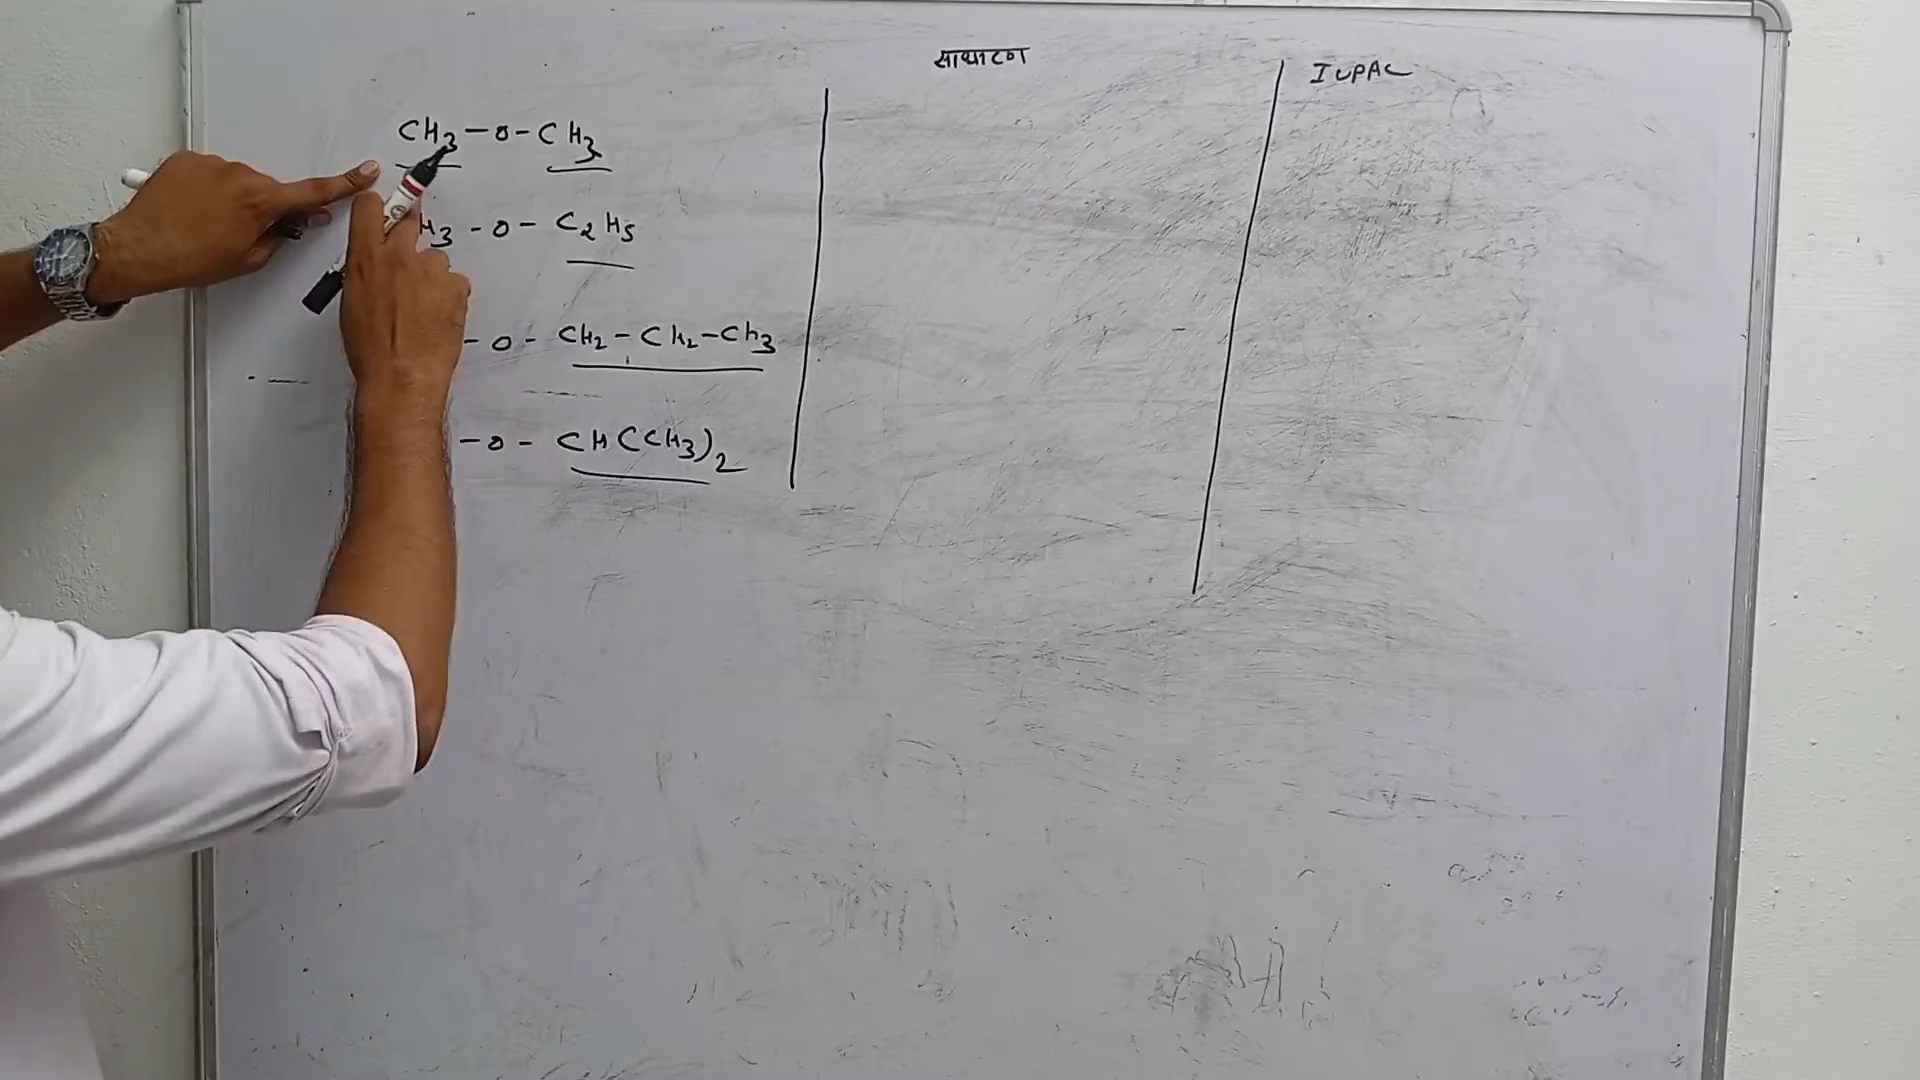 साधारण
IUPAC
CH3-O-CH3
H3-O-C2H5
-O-CH2-CH2-CH3
-O-CH(CH3)2